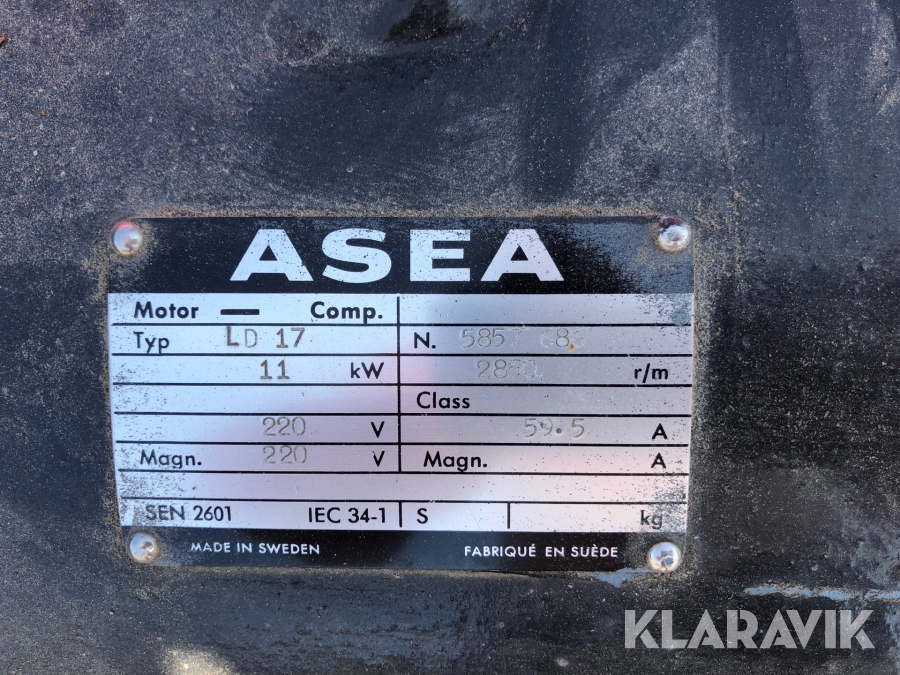 ASEA
Motor — Comp.
Typ LD 17 N.
11 kW r/m
Class
220 V 59.5 A
Magn. 220 V Magn. A
SEN 2601 IEC 34-1 S kg
MADE IN SWEDEN FABRIQUÉ EN SUÈDE
KLARAVIK